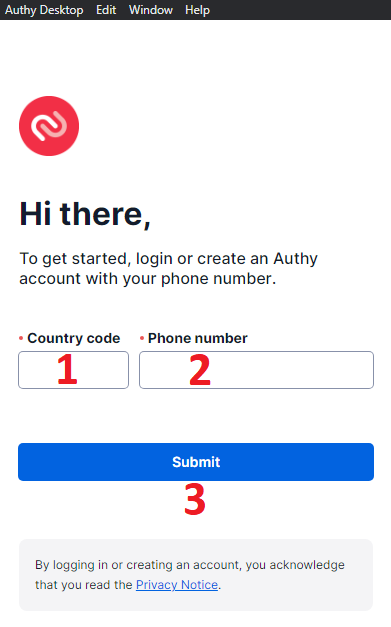 Authy Desktop Edit Window Help
Hi there,
To get started, login or create an Authy
account with your phone number.
• Country code • Phone number
1 2
Submit
3
By logging in or creating an account, you acknowledge
that you read the Privacy Notice.